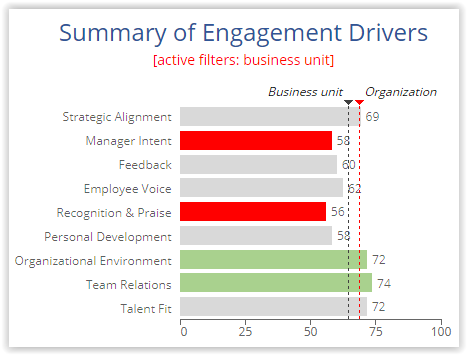 Summary of Engagement Drivers
[active filters: business unit]
Business unit Organization
Strategic Alignment 69
Manager Intent 58
Feedback 60
Employee Voice 62
Recognition & Praise 56
Personal Development 58
Organizational Environment 72
Team Relations 74
Talent Fit 72
0 25 50 75 100